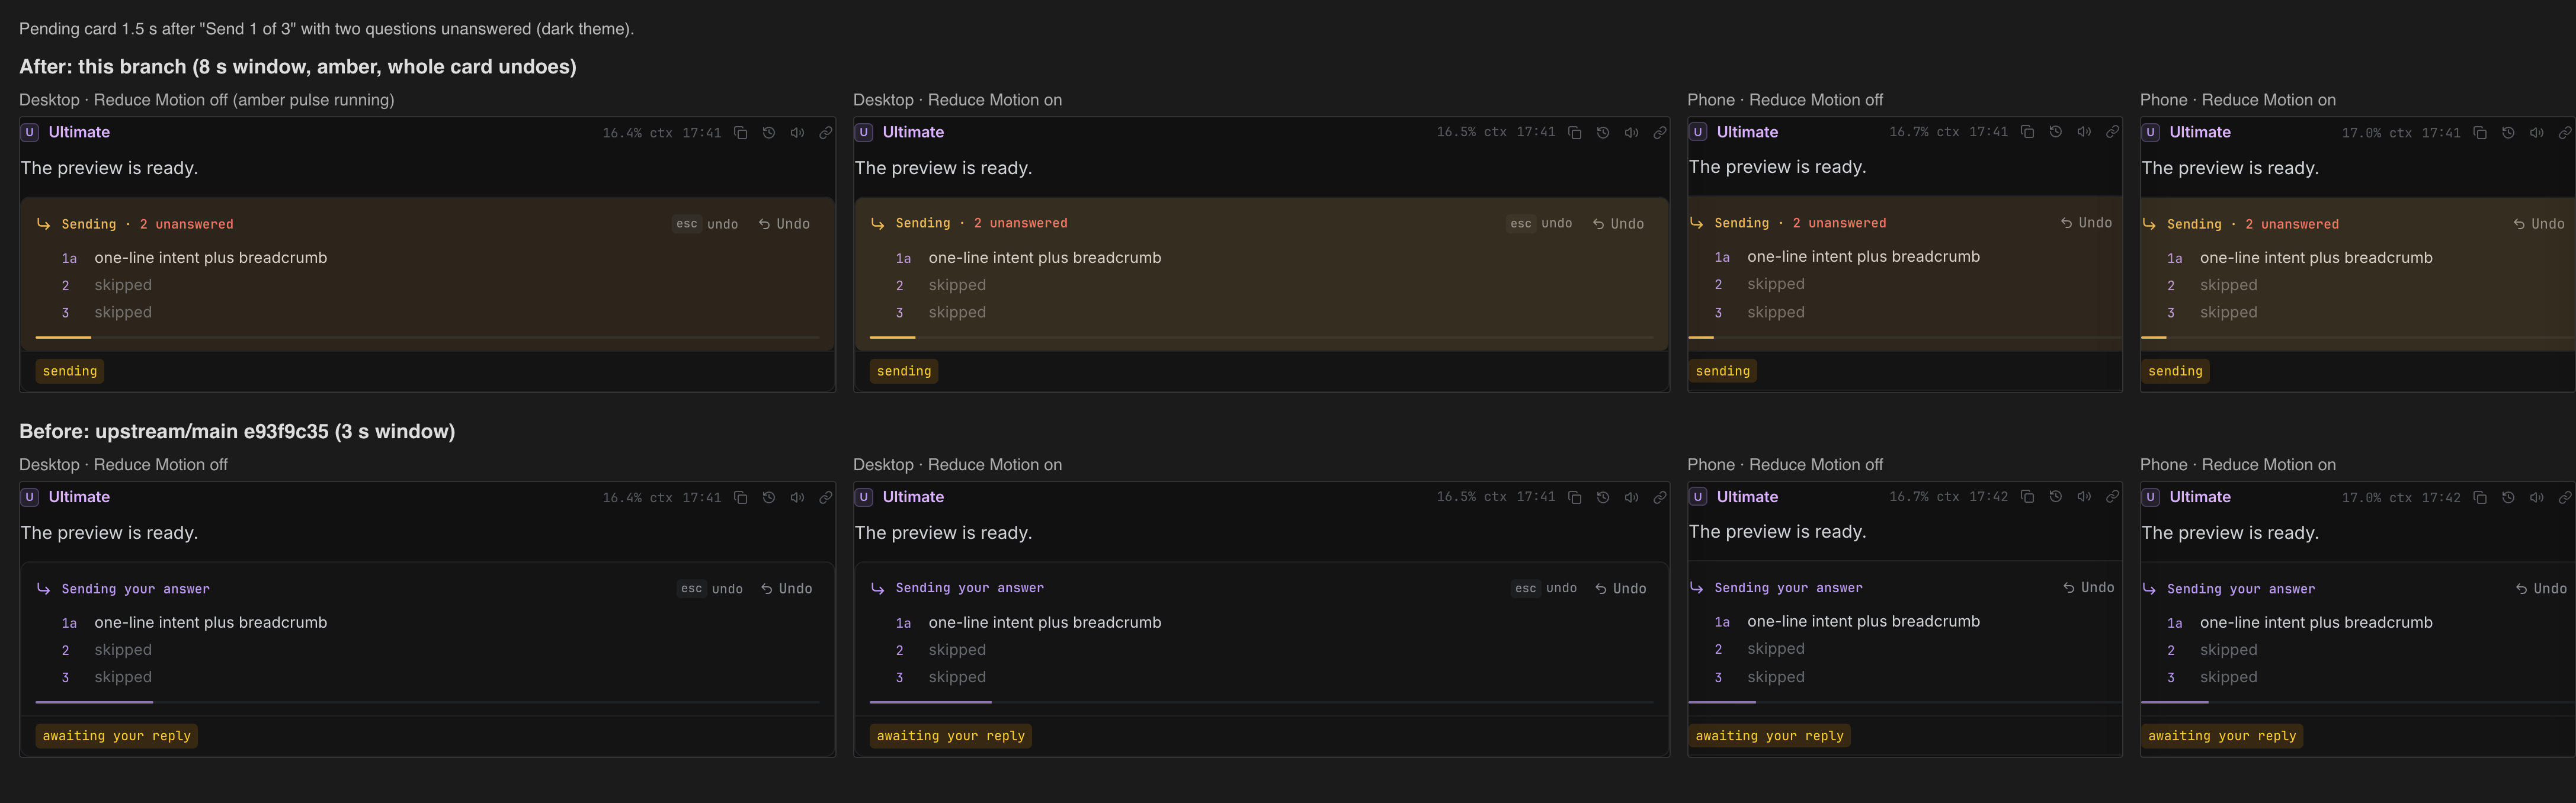 Pending card 1.5 s after "Send 1 of 3" with two questions unanswered (dark theme).
After: this branch (8 s window, amber, whole card undoes)
Desktop · Reduce Motion off (amber pulse running)
U Ultimate 16.4% ctx 17:41
The preview is ready.
Sending · 2 unanswered esc undo Undo
1a one-line intent plus breadcrumb
2 skipped
3 skipped
sending
Desktop · Reduce Motion on
U Ultimate 16.5% ctx 17:41
The preview is ready.
Sending · 2 unanswered esc undo Undo
1a one-line intent plus breadcrumb
2 skipped
3 skipped
sending
Phone · Reduce Motion off
U Ultimate 16.7% ctx 17:41
The preview is ready.
Sending · 2 unanswered Undo
1a one-line intent plus breadcrumb
2 skipped
3 skipped
sending
Phone · Reduce Motion on
U Ultimate 17.0% ctx 17:41
The preview is ready.
Sending · 2 unanswered Undo
1a one-line intent plus breadcrumb
2 skipped
3 skipped
sending
Before: upstream/main e93f9c35 (3 s window)
Desktop · Reduce Motion off
U Ultimate 16.4% ctx 17:41
The preview is ready.
Sending your answer esc undo Undo
1a one-line intent plus breadcrumb
2 skipped
3 skipped
awaiting your reply
Desktop · Reduce Motion on
U Ultimate 16.5% ctx 17:41
The preview is ready.
Sending your answer esc undo Undo
1a one-line intent plus breadcrumb
2 skipped
3 skipped
awaiting your reply
Phone · Reduce Motion off
U Ultimate 16.7% ctx 17:42
The preview is ready.
Sending your answer Undo
1a one-line intent plus breadcrumb
2 skipped
3 skipped
awaiting your reply
Phone · Reduce Motion on
U Ultimate 17.0% ctx 17:42
The preview is ready.
Sending your answer Undo
1a one-line intent plus breadcrumb
2 skipped
3 skipped
awaiting your reply